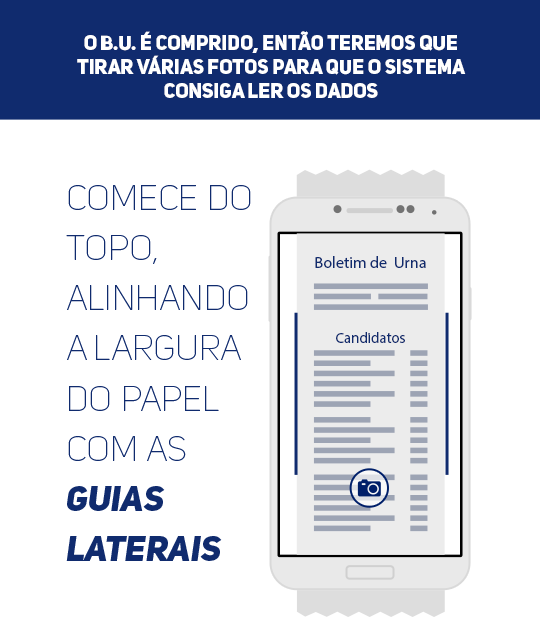 O B.U. É COMPRIDO, ENTÃO TEREMOS QUE
TIRAR VÁRIAS FOTOS PARA QUE O SISTEMA
CONSIGA LER OS DADOS
COMECE DO
TOPO,
ALINHANDO
A LARGURA
DO PAPEL
COM AS
GUIAS
LATERAIS
Boletim de Urna
Candidatos